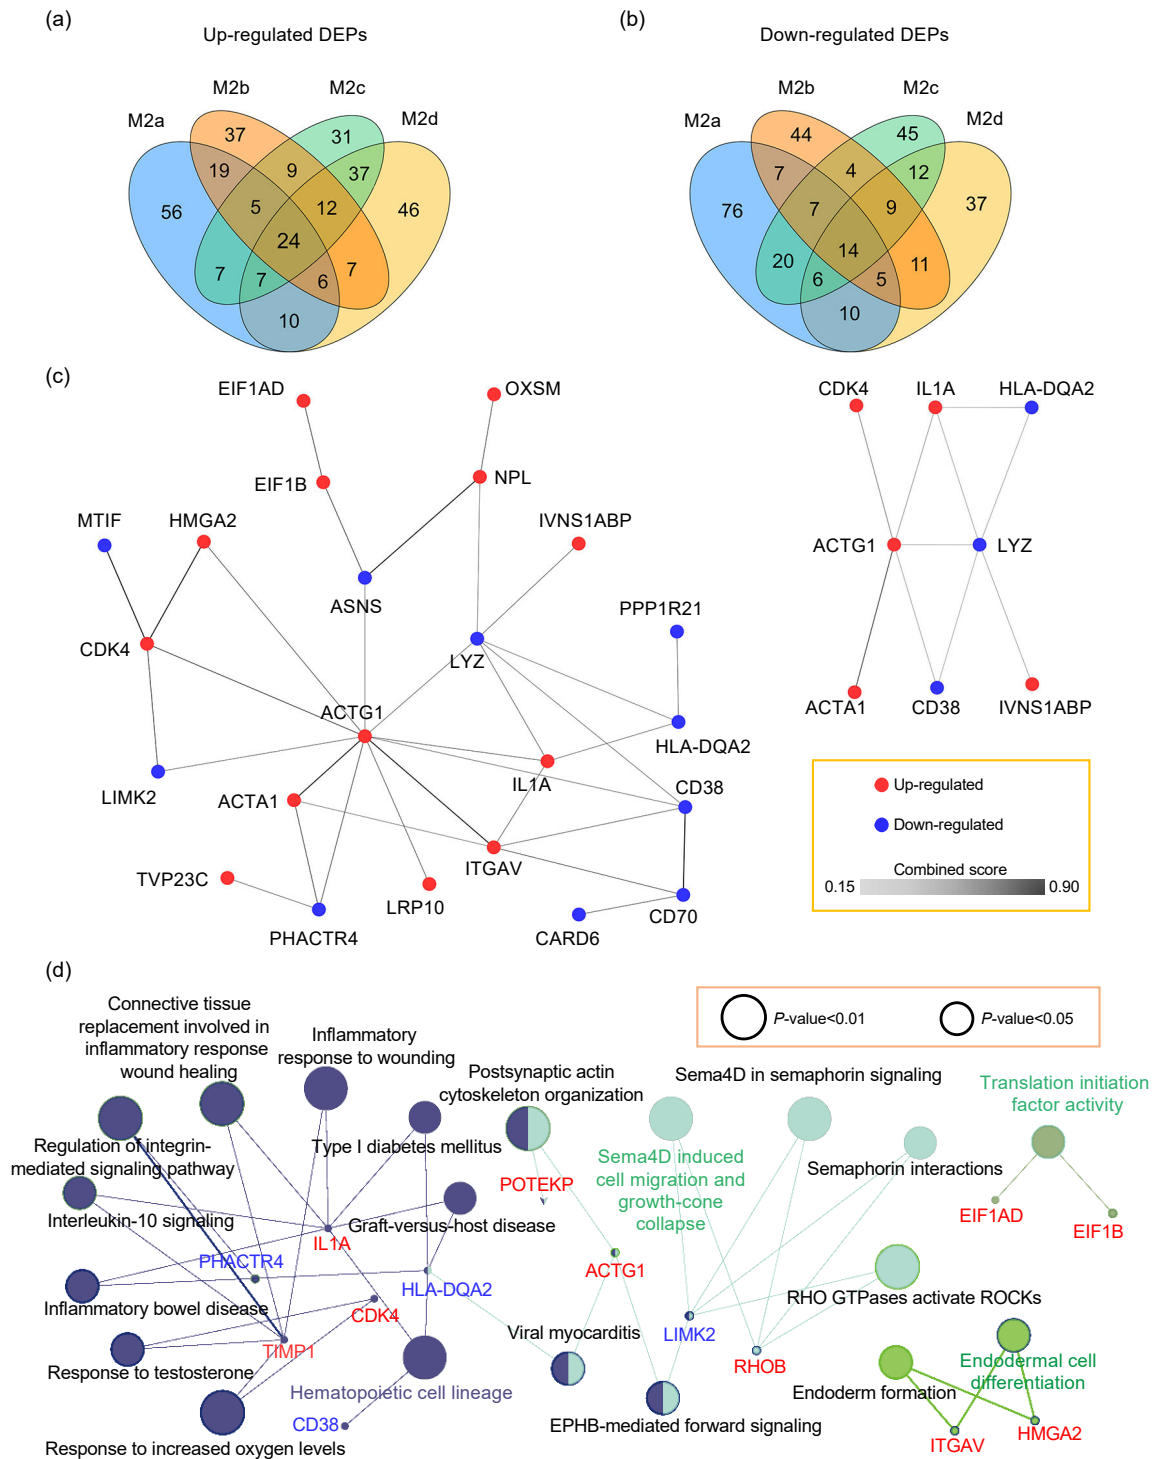 (a)
Up-regulated DEPs
M2a
M2b
M2c
M2d
37
31
19
9
37
56
5
12
46
24
7
7
6
7
10
(b)
Down-regulated DEPs
M2a
M2b
M2c
M2d
44
45
7
4
12
76
7
9
37
14
20
6
5
11
10
(c)
EIF1AD
OXSM
EIF1B
NPL
MTIF
HMGA2
IVNS1ABP
ASNS
PPP1R21
CDK4
LYZ
ACTG1
HLA-DQA2
IL1A
CD38
LIMK2
ACTA1
ITGAV
TVP23C
LRP10
CD70
PHACTR4
CARD6
CDK4
IL1A
HLA-DQA2
ACTG1
LYZ
ACTA1
CD38
IVNS1ABP
Up-regulated
Down-regulated
Combined score
0.15
0.90
(d)
P-value<0.01
P-value<0.05
Connective tissue
replacement involved in
inflammatory response
wound healing
Inflammatory
response to wounding
Postsynaptic actin
cytoskeleton organization
Sema4D in semaphorin signaling
Translation initiation
factor activity
Regulation of integrin-
mediated signaling pathway
Type I diabetes mellitus
Sema4D induced
cell migration and
growth-cone
collapse
Semaphorin interactions
POTEKP
EIF1AD
EIF1B
Interleukin-10 signaling
IL1A
Graft-versus-host disease
PHACTR4
HLA-DQA2
ACTG1
Inflammatory bowel disease
CDK4
RHO GTPases activate ROCKs
TIMP1
Viral myocarditis
LIMK2
RHOB
Response to testosterone
Hematopoietic cell lineage
Endodermal cell
differentiation
Endoderm formation
CD38
EPHB-mediated forward signaling
HMGA2
ITGAV
Response to increased oxygen levels